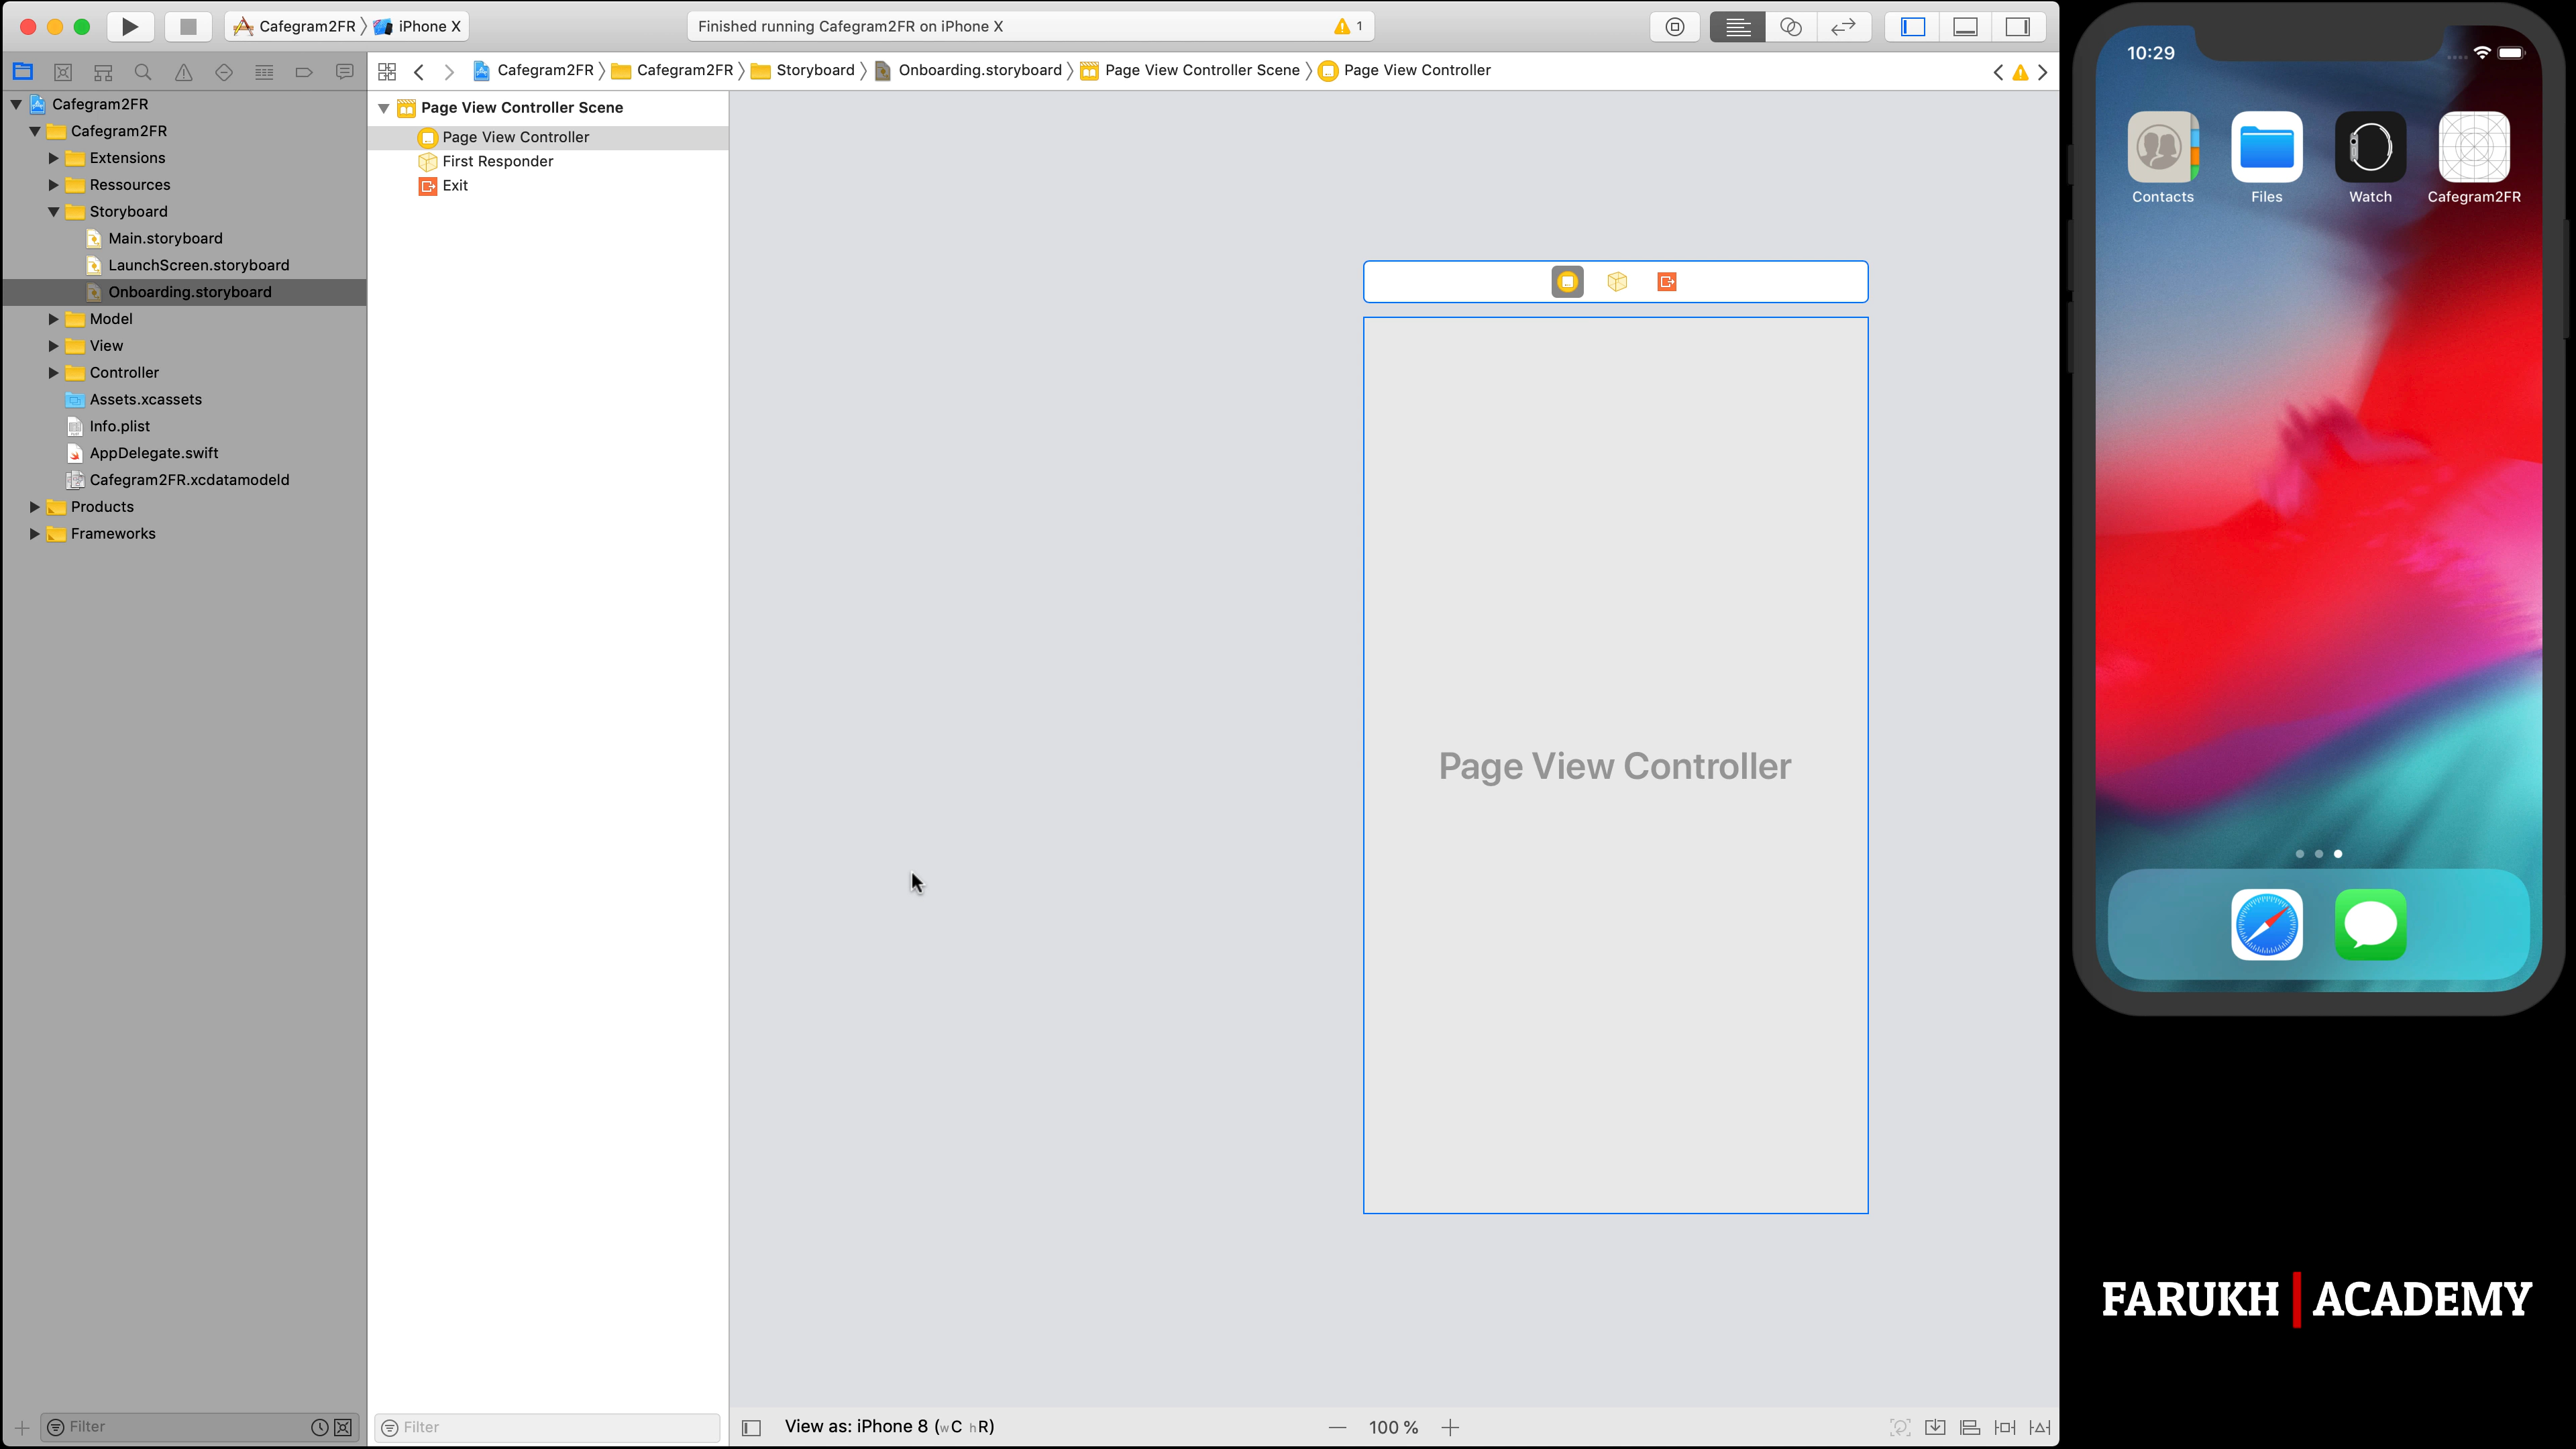 Cafegram2FR
iPhone X
Finished running Cafegram2FR on iPhone X
1
Cafegram2FR
Cafegram2FR
Storyboard
Onboarding.storyboard
Page View Controller Scene
Page View Controller
Cafegram2FR
Cafegram2FR
Extensions
Ressources
Storyboard
Main.storyboard
LaunchScreen.storyboard
Onboarding.storyboard
Model
View
Controller
Assets.xcassets
Info.plist
AppDelegate.swift
Cafegram2FR.xcdatamodeld
Products
Frameworks
Filter
Page View Controller Scene
Page View Controller
First Responder
Exit
Filter
Page View Controller
View as: iPhone 8 (wC hR)
100 %
10:29
Contacts
Files
Watch
Cafegram2FR
FARUKH ACADEMY